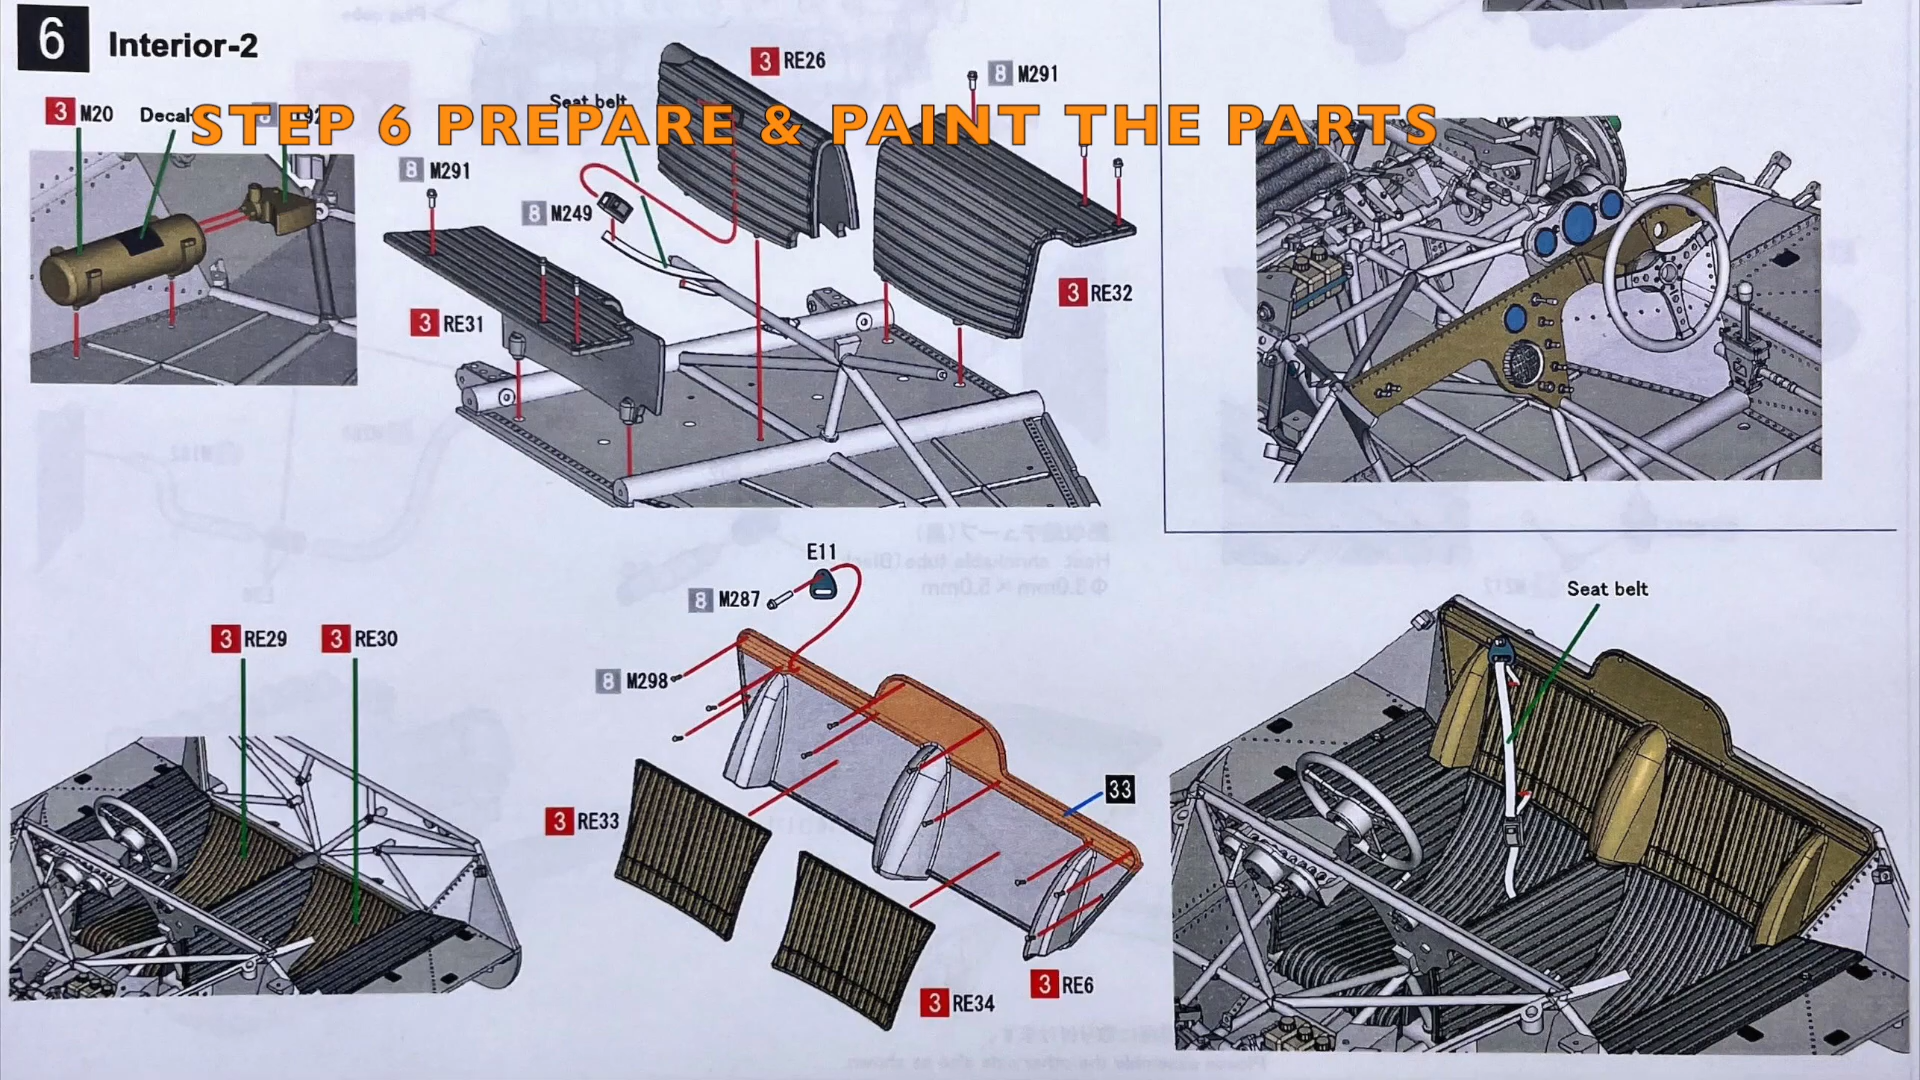 6 Interior-2
STEP 6 PREPARE & PAINT THE PARTS
3 M20
Decal
Seat belt
3 RE26
8 M291
8 M291
8 M249
3 RE31
3 RE32
E11
8 M287
8 M298
3 RE29
3 RE30
Seat belt
33
3 RE33
3 RE34
3 RE6